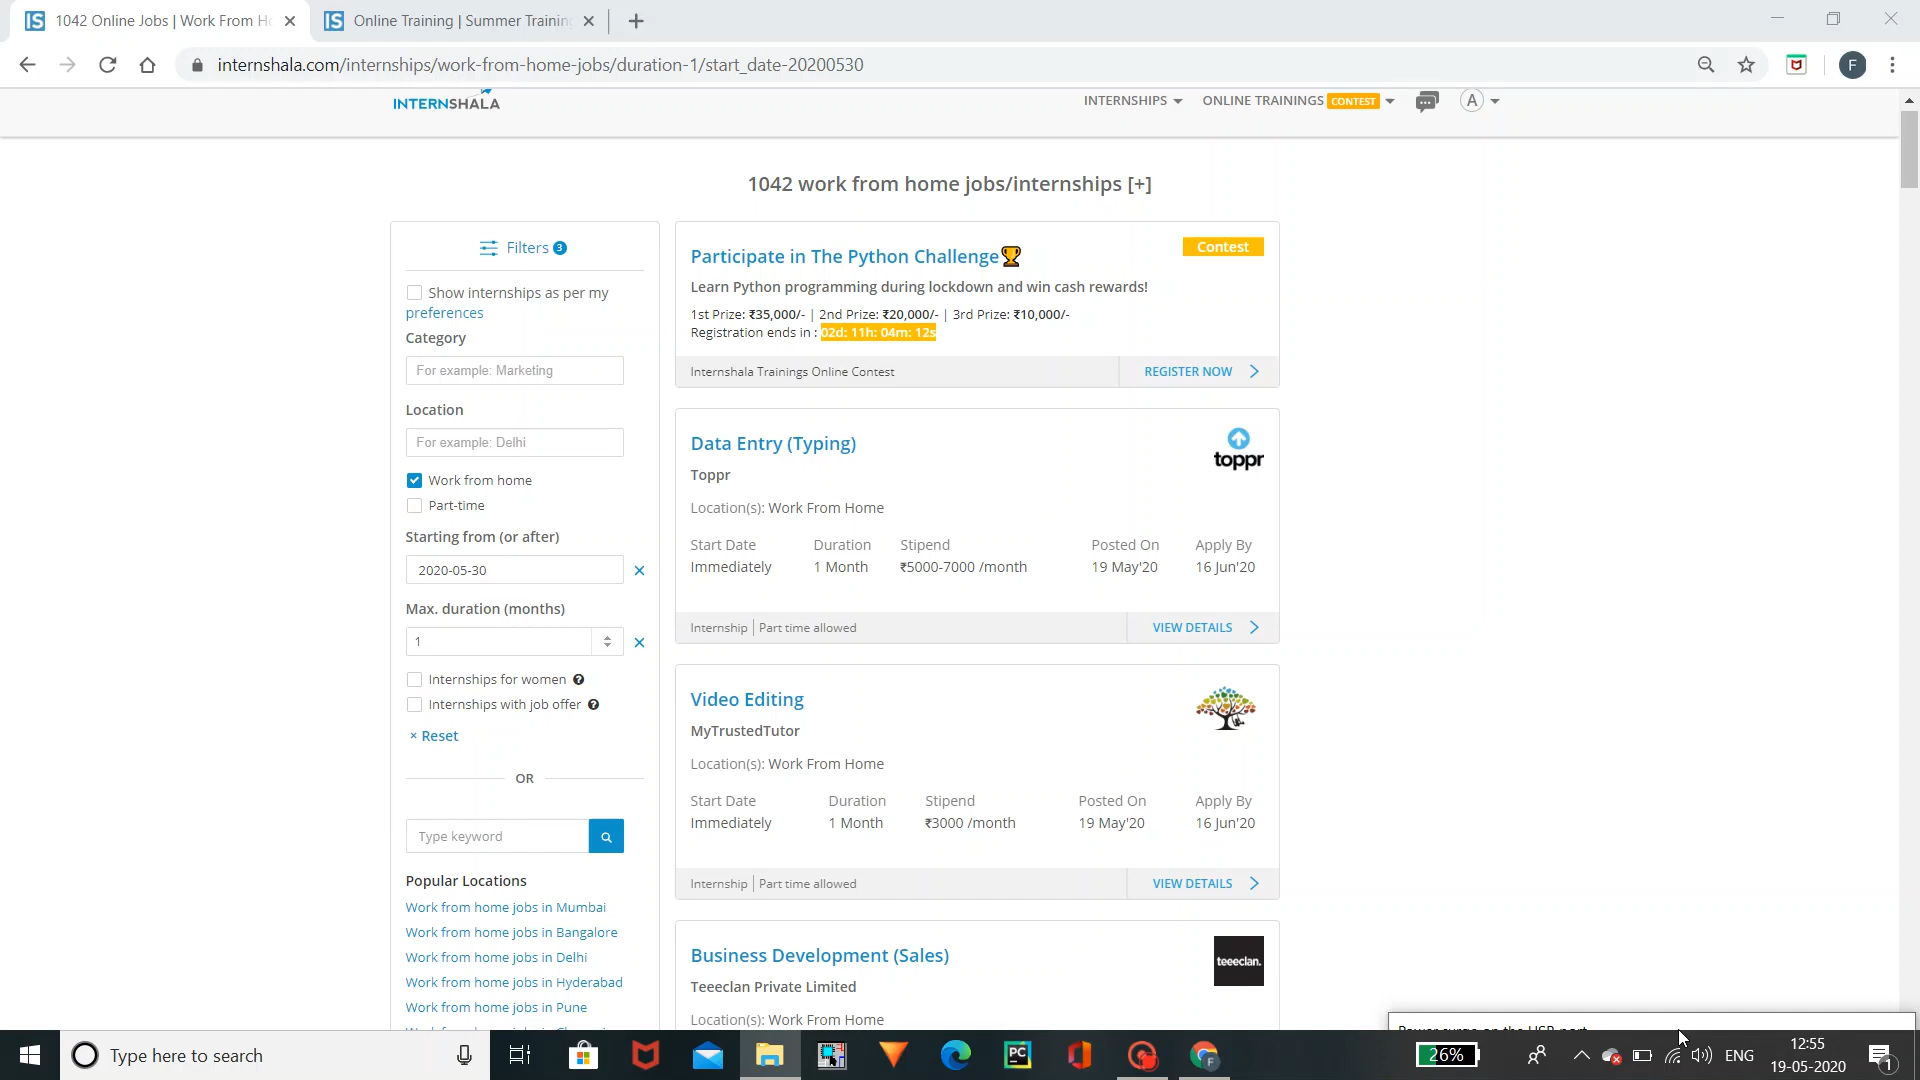 1042 Online Jobs | Work From Ho
Online Training | Summer Training
internshala.com/internships/work-from-home-jobs/duration-1/start_date-20200530
F
INTERNSHALA
INTERNSHIPS
ONLINE TRAININGS CONTEST
A
1042 work from home jobs/internships [+]
Filters 3
Show internships as per my
preferences
Category
For example: Marketing
Location
For example: Delhi
Work from home
Part-time
Starting from (or after)
2020-05-30
Max. duration (months)
1
Internships for women
Internships with job offer
× Reset
OR
Type keyword
Popular Locations
Work from home jobs in Mumbai
Work from home jobs in Bangalore
Work from home jobs in Delhi
Work from home jobs in Hyderabad
Work from home jobs in Pune
Participate in The Python Challenge
Contest
Learn Python programming during lockdown and win cash rewards!
1st Prize: ₹35,000/- | 2nd Prize: ₹20,000/- | 3rd Prize: ₹10,000/-
Registration ends in : 02d: 11h: 04m: 12s
Internshala Trainings Online Contest
REGISTER NOW
Data Entry (Typing)
toppr
Toppr
Location(s): Work From Home
Start Date Duration Stipend Posted On Apply By
Immediately 1 Month ₹5000-7000 /month 19 May'20 16 Jun'20
Internship | Part time allowed
VIEW DETAILS
Video Editing
MyTrustedTutor
Location(s): Work From Home
Start Date Duration Stipend Posted On Apply By
Immediately 1 Month ₹3000 /month 19 May'20 16 Jun'20
Internship | Part time allowed
VIEW DETAILS
Business Development (Sales)
teeeclan.
Teeeclan Private Limited
Location(s): Work From Home
Power surge on the USB port
Type here to search
PC
F
26%
ENG
12:55
19-05-2020
1